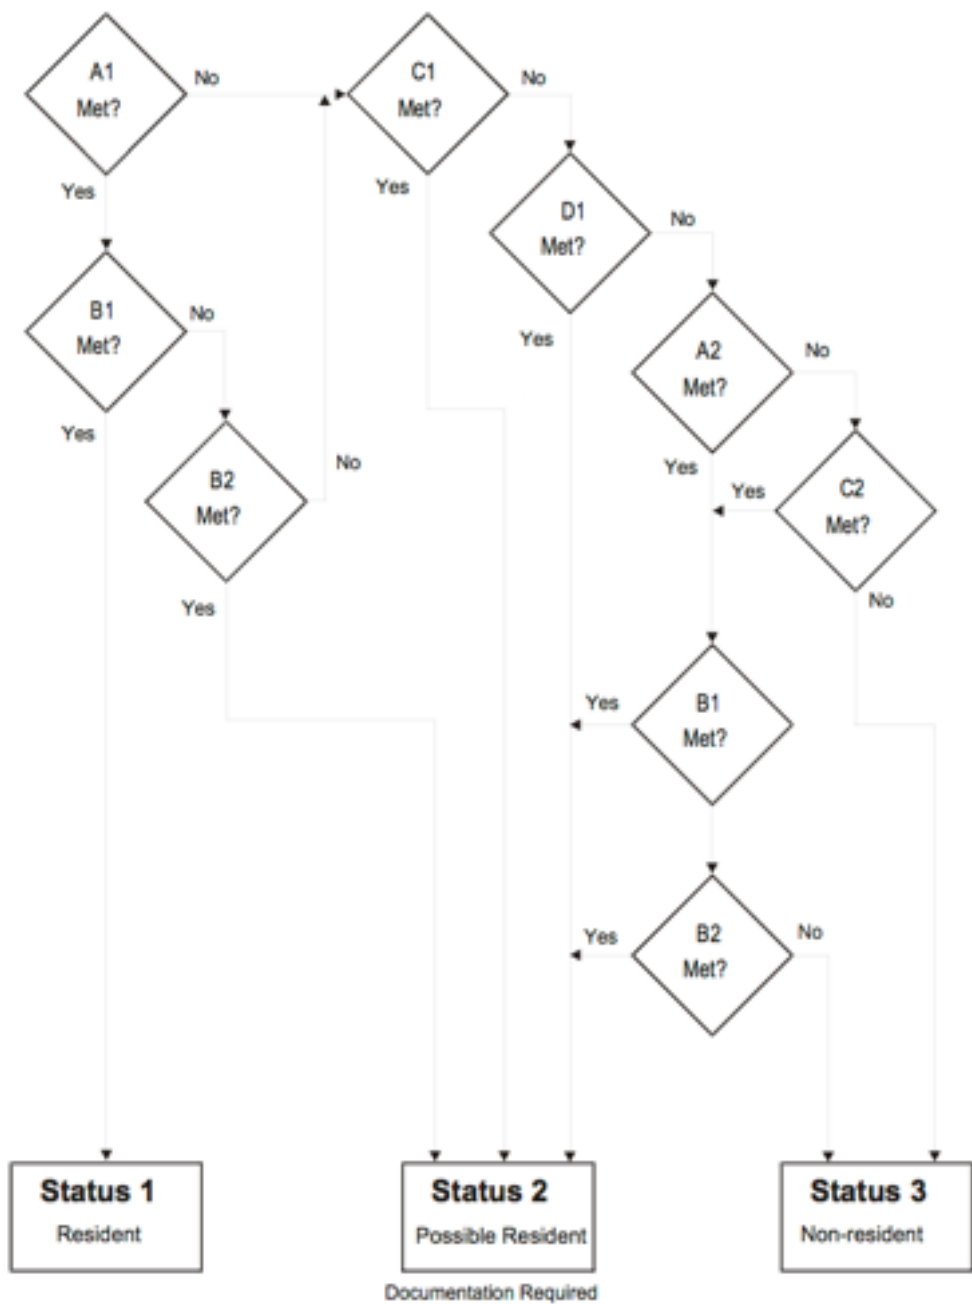 A1
Met?
No
Yes
C1
Met?
No
Yes
D1
Met?
No
Yes
B1
Met?
No
Yes
A2
Met?
No
Yes
B2
Met?
No
Yes
C2
Met?
Yes
No
B1
Met?
Yes
B2
Met?
Yes
No
Status 1
Resident
Status 2
Possible Resident
Documentation Required
Status 3
Non-resident